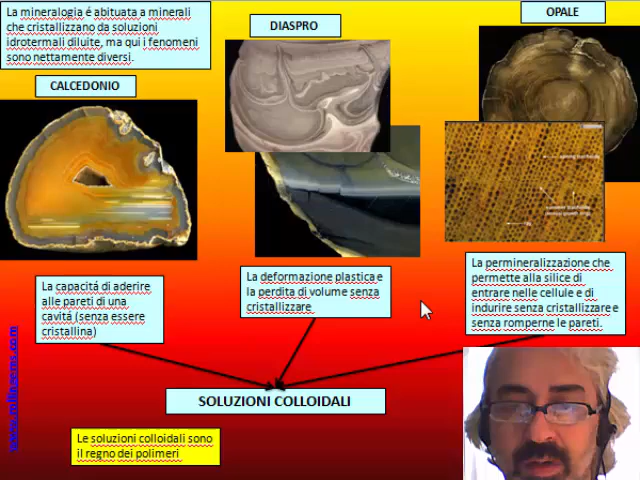 La mineralogia é abituata a minerali
che cristallizzano da soluzioni
idrotermali diluite, ma qui i fenomeni
sono nettamente diversi.
DIASPRO
OPALE
CALCEDONIO
La capacitá di aderire
alle pareti di una
cavitá (senza essere
cristallina)
La deformazione plastica e
la perdita di volume senza
cristallizzare.
La permineralizzazione che
permette alla silice di
entrare nelle cellule e di
indurire senza cristallizzare e
senza romperne le pareti.
SOLUZIONI COLLOIDALI
Le soluzioni colloidali sono
il regno dei polimeri